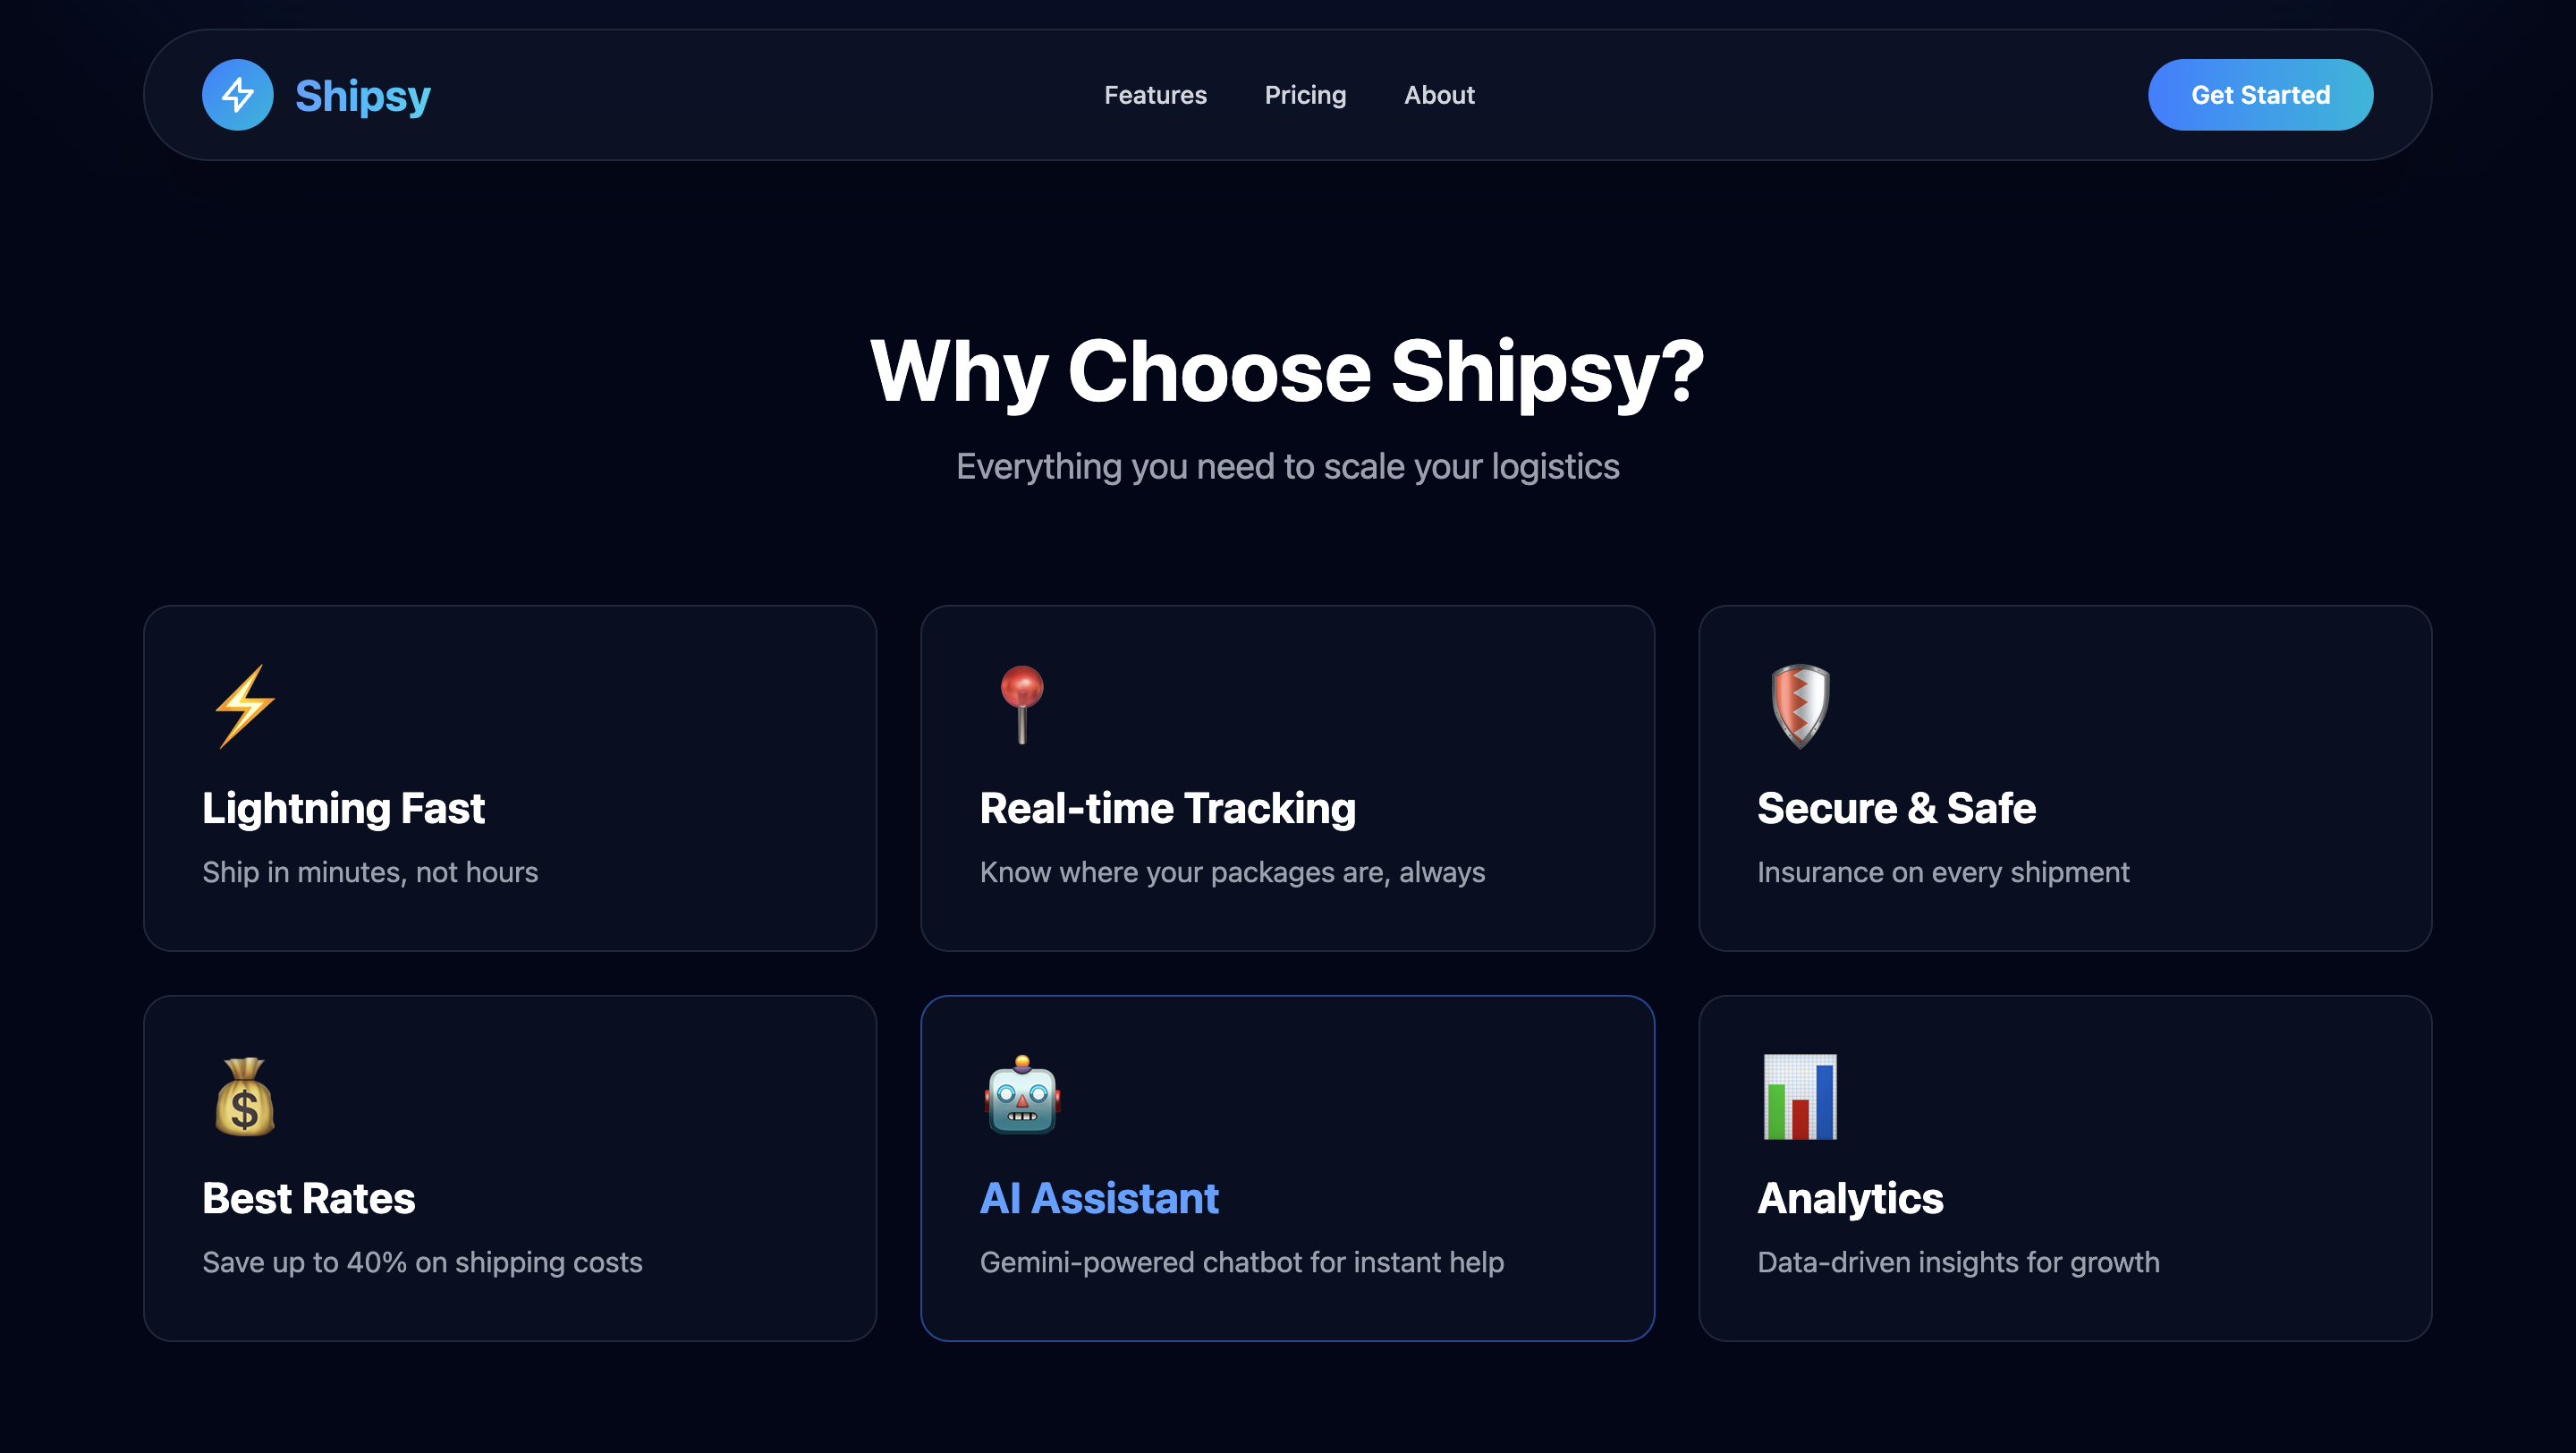 Shipsy
Features
Pricing
About
Get Started
Why Choose Shipsy?
Everything you need to scale your logistics
Lightning Fast
Ship in minutes, not hours
Real-time Tracking
Know where your packages are, always
Secure & Safe
Insurance on every shipment
$
Best Rates
Save up to 40% on shipping costs
AI Assistant
Gemini-powered chatbot for instant help
Analytics
Data-driven insights for growth